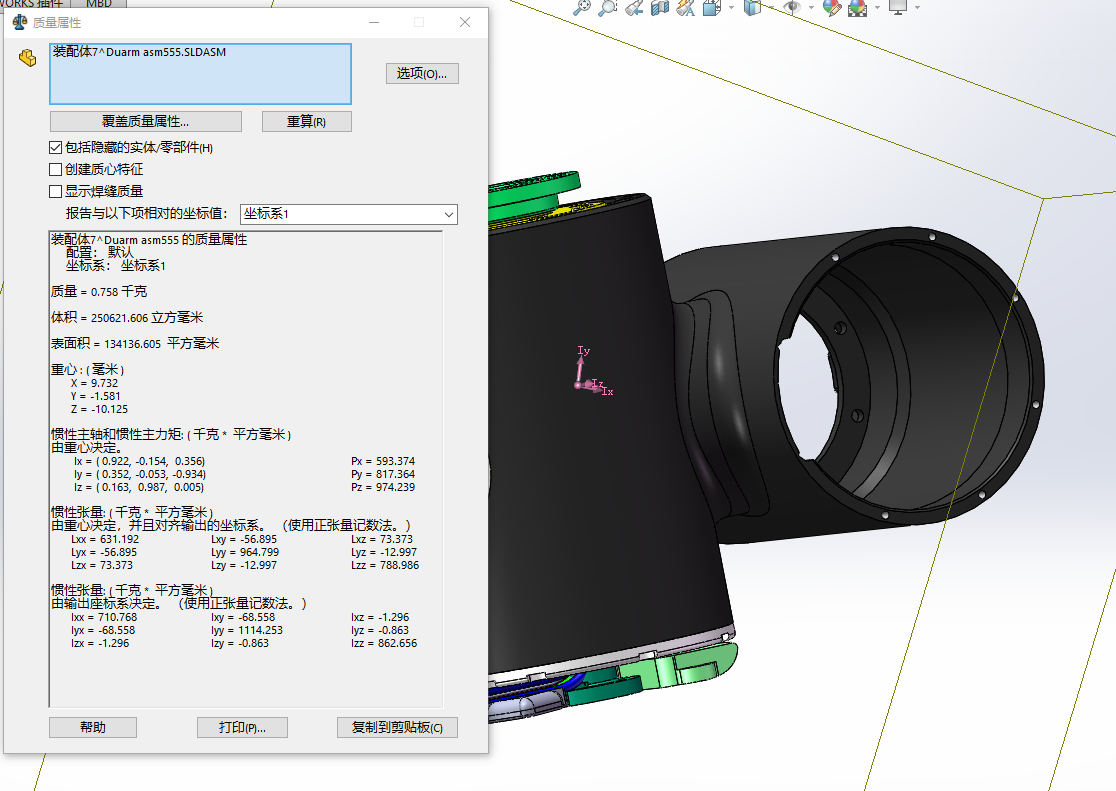 WORKS 插件 MBD
质量属性
装配体7^Duarm asm555.SLDASM
选项(O)...
覆盖质量属性...
重算(R)
包括隐藏的实体/零部件(H)
创建质心特征
显示焊缝质量
报告与以下项相对的坐标值: 坐标系1
装配体7^Duarm asm555 的质量属性
配置: 默认
坐标系: 坐标系1
质量 = 0.758 千克
体积 = 250621.606 立方毫米
表面积 = 134136.605 平方毫米
重心 : ( 毫米 )
X = 9.732
Y = -1.581
Z = -10.125
惯性主轴和惯性主力矩: ( 千克 * 平方毫米 )
由重心决定。
Ix = ( 0.922, -0.154, 0.356) Px = 593.374
Iy = ( 0.352, -0.053, -0.934) Py = 817.364
Iz = ( 0.163, 0.987, 0.005) Pz = 974.239
惯性张量: ( 千克 * 平方毫米 )
由重心决定，并且对齐输出的坐标系。 （使用正张量记数法。）
Lxx = 631.192 Lxy = -56.895 Lxz = 73.373
Lyx = -56.895 Lyy = 964.799 Lyz = -12.997
Lzx = 73.373 Lzy = -12.997 Lzz = 788.986
惯性张量: ( 千克 * 平方毫米 )
由输出座标系决定。 （使用正张量记数法。）
Ixx = 710.768 Ixy = -68.558 Ixz = -1.296
Iyx = -68.558 Iyy = 1114.253 Iyz = -0.863
Izx = -1.296 Izy = -0.863 Izz = 862.656
帮助
打印(P)...
复制到剪贴板(C)
Iy
Iz
Ix